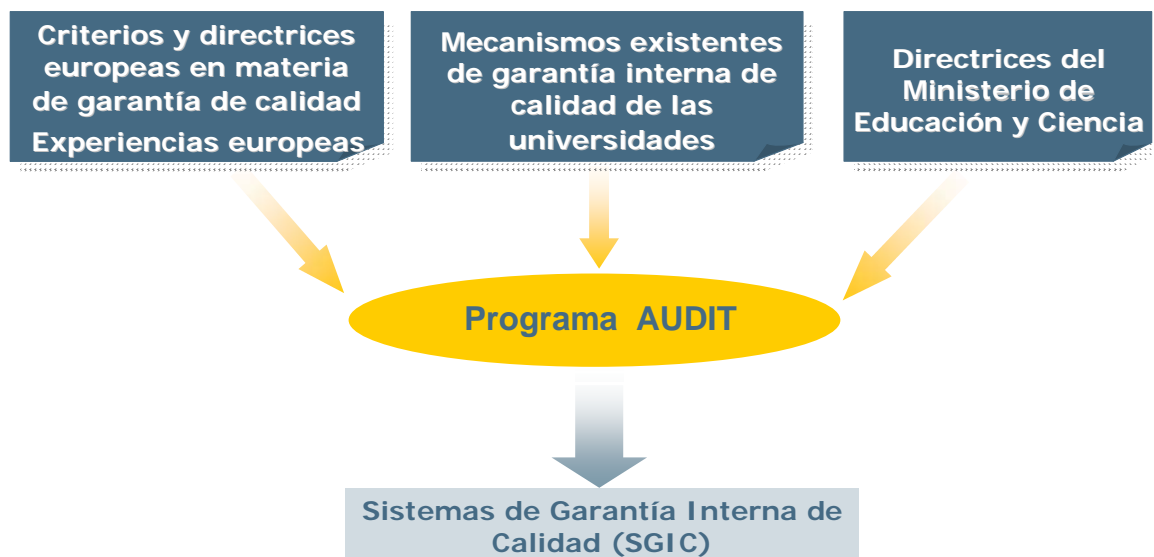 Criterios y directrices
europeas en materia
de garantía de calidad
Experiencias europeas
Mecanismos existentes
de garantía interna de
calidad de las
universidades
Directrices del
Ministerio de
Educación y Ciencia
Programa AUDIT
Sistemas de Garantía Interna de
Calidad (SGIC)